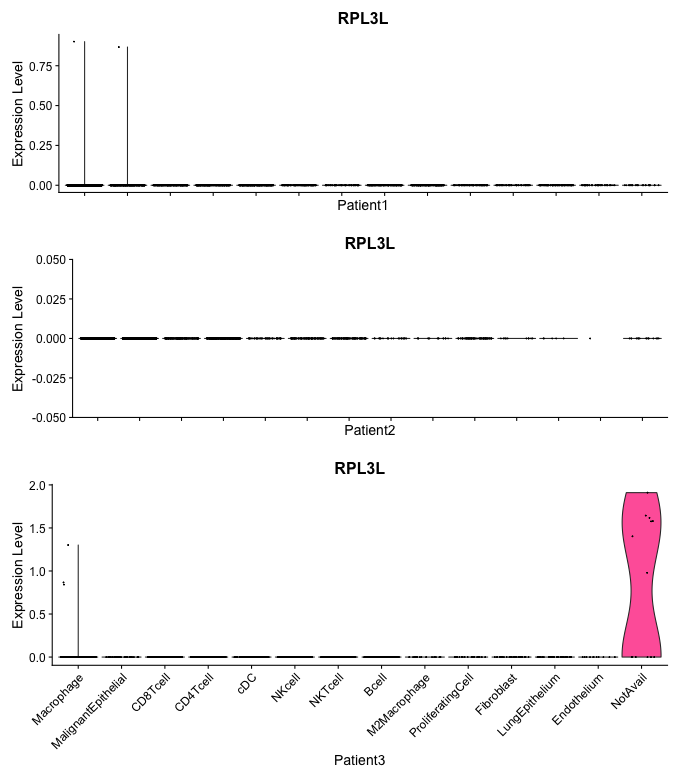 RPL3L
Expression Level
0.75
0.50
0.25
0.00
Patient1
RPL3L
Expression Level
0.050
0.025
0.000
-0.025
-0.050
Patient2
RPL3L
Expression Level
2.0
1.5
1.0
0.5
0.0
Macrophage
MalignantEpithelial
CD8Tcell
CD4Tcell
cDC
NKcell
NKTcell
Bcell
M2Macrophage
ProliferatingCell
Fibroblast
LungEpithelium
Endothelium
NotAvail
Patient3